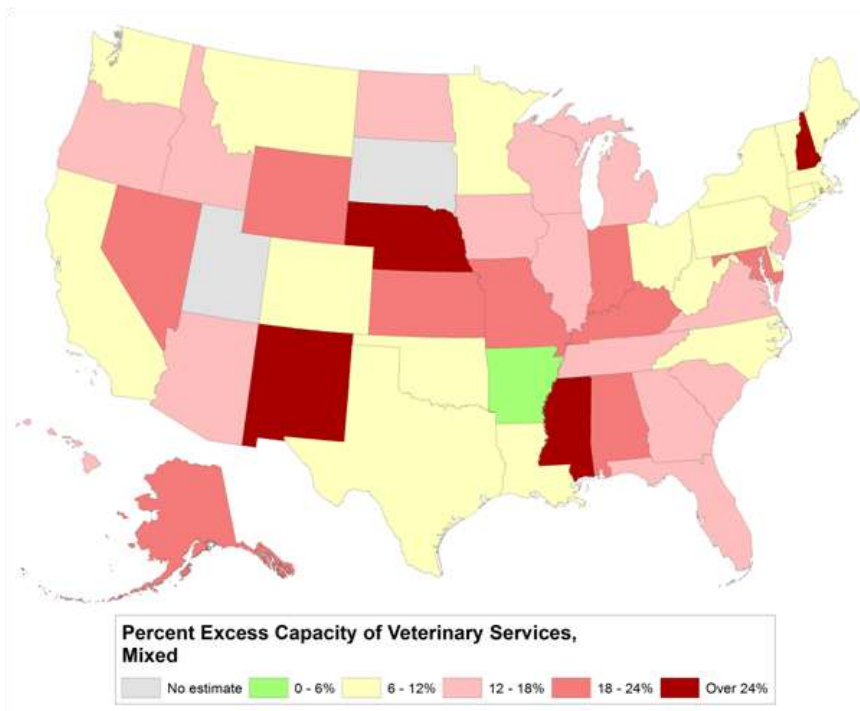 Percent Excess Capacity of Veterinary Services,
Mixed
No estimate 0 - 6% 6 - 12% 12 - 18% 18 - 24% Over 24%